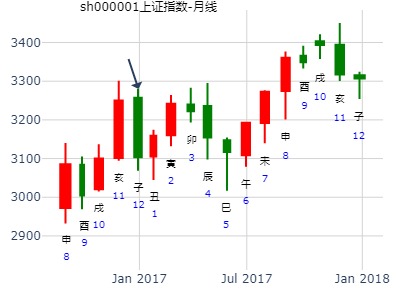 sh000001上证指数-月线
3400
3300
3200
3100
3000
2900
申
8
酉
9
戌
10
亥
11
子
12
丑
1
寅
2
卯
3
辰
4
巳
5
午
6
未
7
申
8
酉
9
戌
10
亥
11
子
12
Jan 2017
Jul 2017
Jan 2018